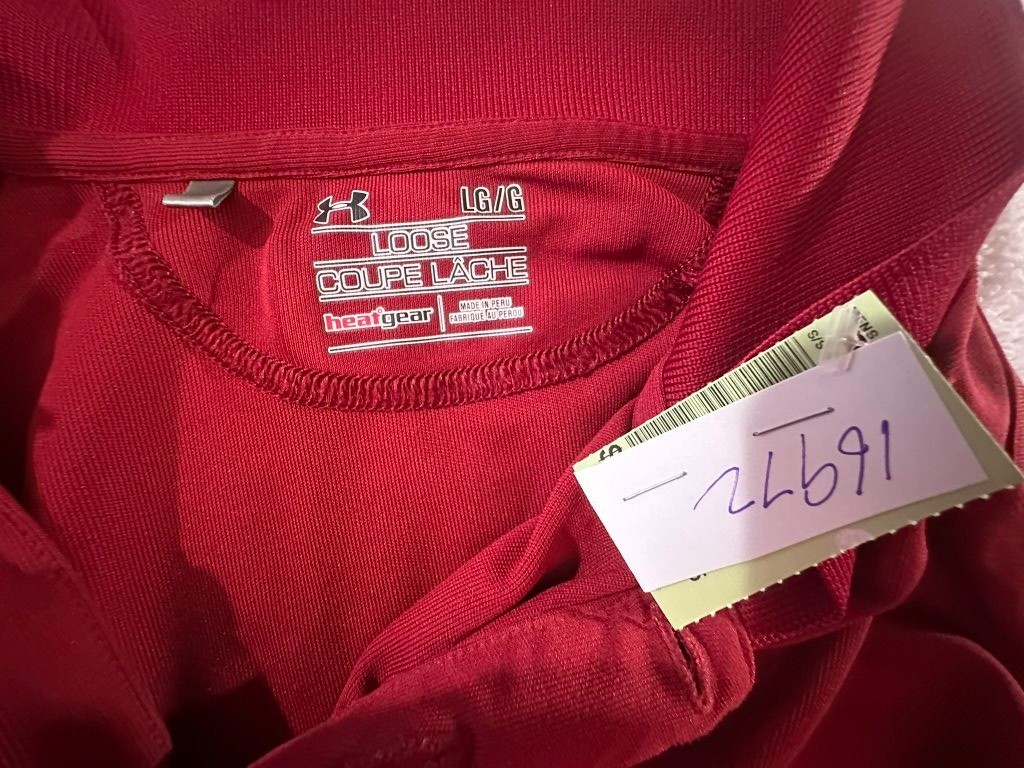 LG/G
LOOSE
COUPE LÂCHE
heatgear
MADE IN PERU
FABRIQUÉ AU PÉROU
S/S
16972